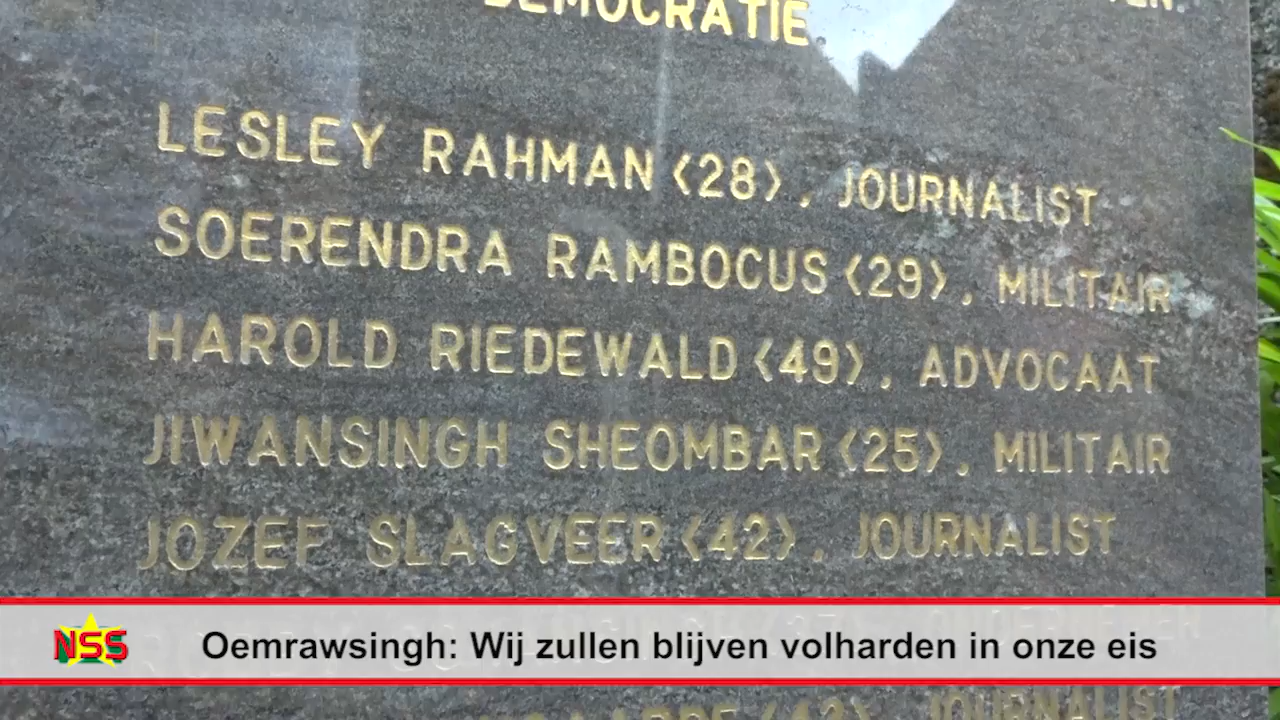 DEMOCRATIE
LESLEY RAHMAN (28), JOURNALIST
SOERENDRA RAMBOCUS (29), MILITAIR
HAROLD RIEDEWALD (49), ADVOCAAT
JIWANSINGH SHEOMBAR (25), MILITAIR
JOZEF SLAGVEER (42), JOURNALIST
NSS Oemrawsingh: Wij zullen blijven volharden in onze eis
JOURNALIST